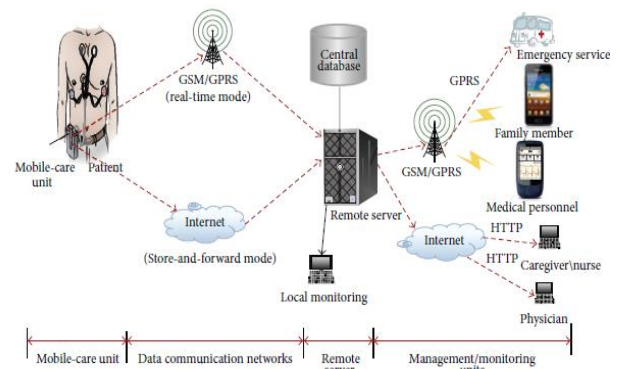 Central
database
GSM/GPRS
(real-time mode)
Emergency service
GPRS
Family member
GSM/GPRS
Mobile-care
unit
Patient
Remote server
Medical personnel
Internet
(Store-and-forward mode)
Internet
HTTP
HTTP
Caregiver\nurse
Local monitoring
Physician
Mobile-care unit
Data communication networks
Remote
server
Management/monitoring
units